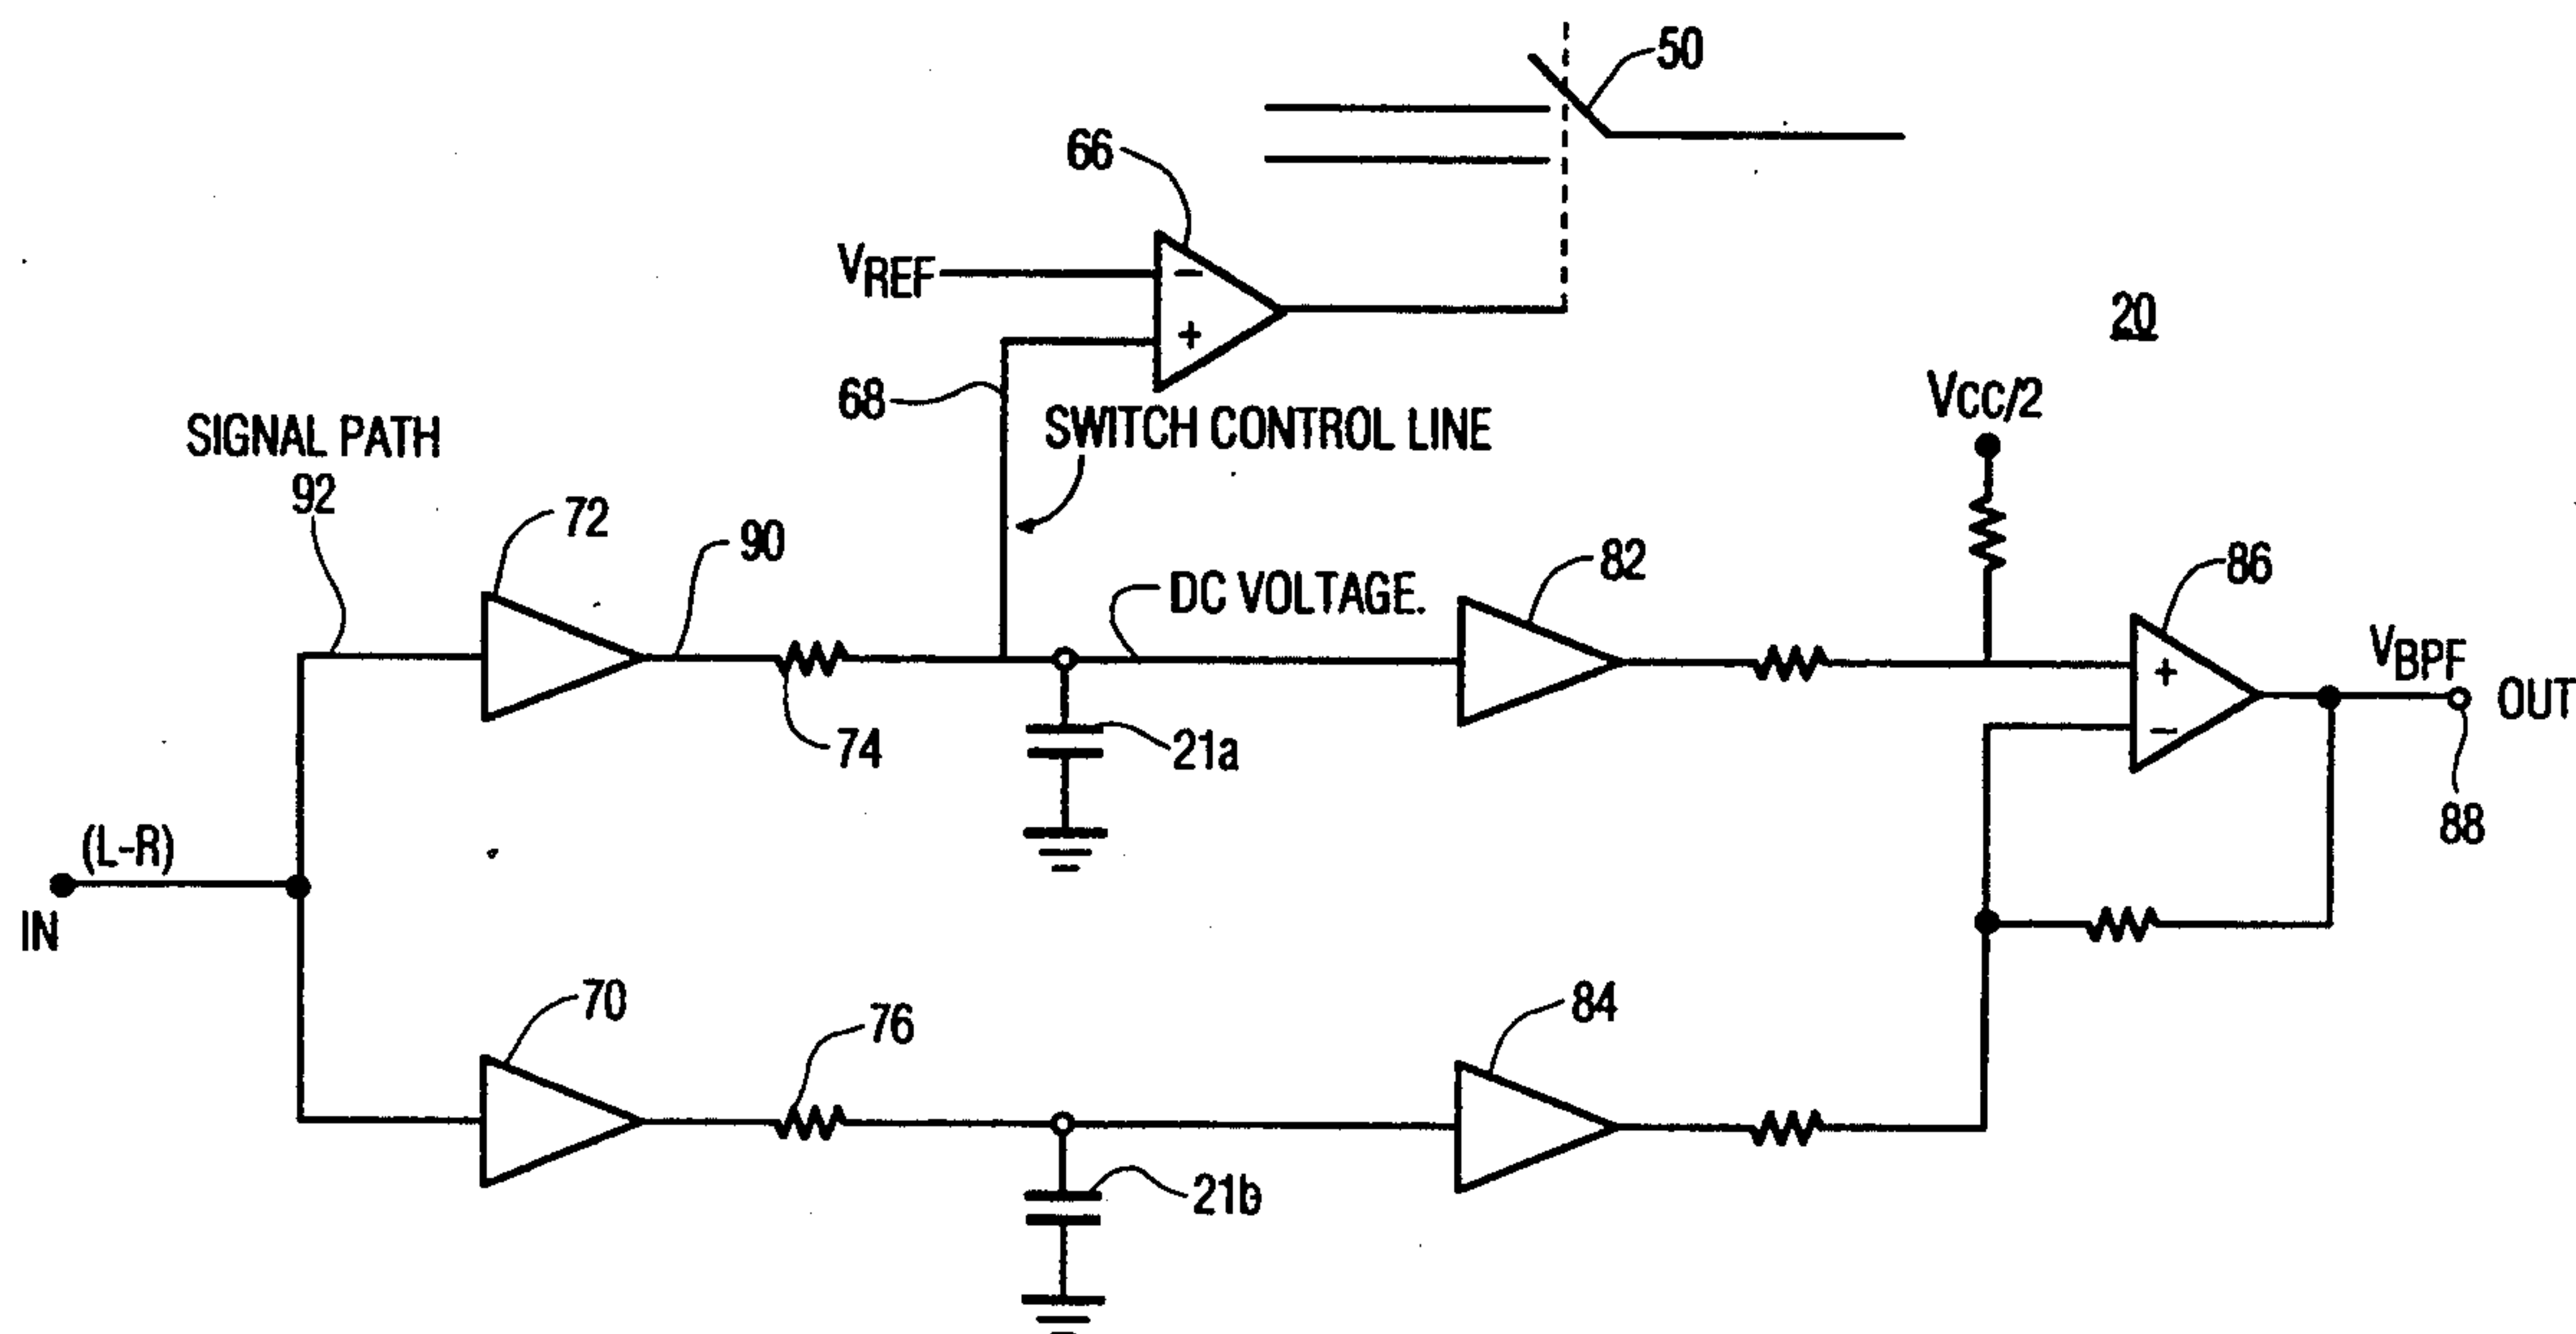 50
66
VREF
−
+
20
68
SWITCH CONTROL LINE
VCC/2
SIGNAL PATH
92
72
90
DC VOLTAGE.
82
86
+
−
VBPF
OUT
74
21a
88
(L-R)
IN
70
76
84
21b